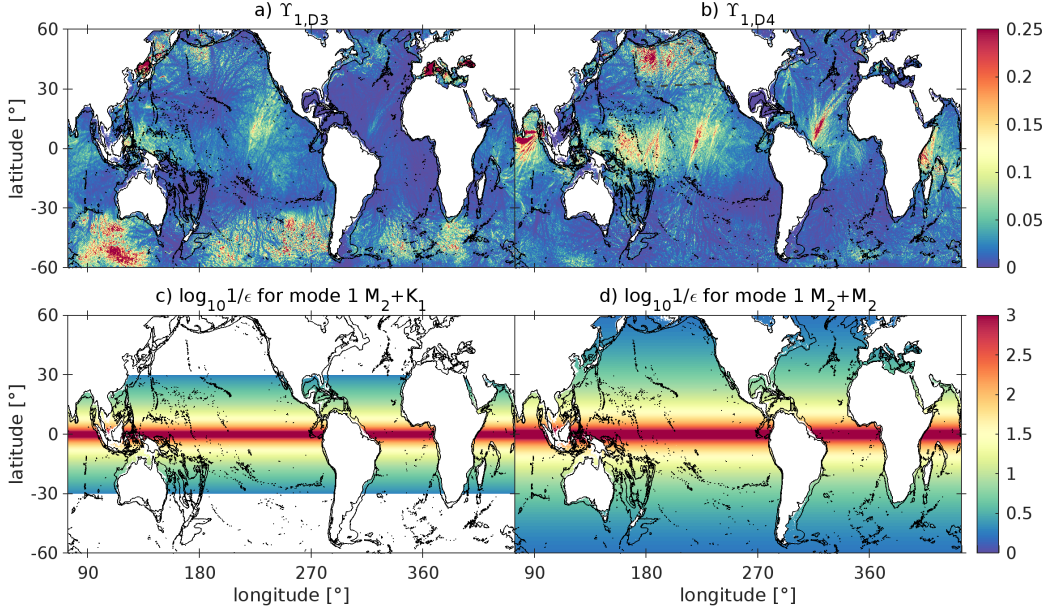 a) ϒ1,D3
b) ϒ1,D4
60
30
0
-30
-60
latitude [°]
0.25
0.2
0.15
0.1
0.05
0
c) log10 1/ϵ for mode 1 M2+K1
d) log10 1/ϵ for mode 1 M2+M2
60
30
0
-30
-60
latitude [°]
3
2.5
2
1.5
1
0.5
0
90 180 270 360
90 180 270 360
longitude [°]
longitude [°]